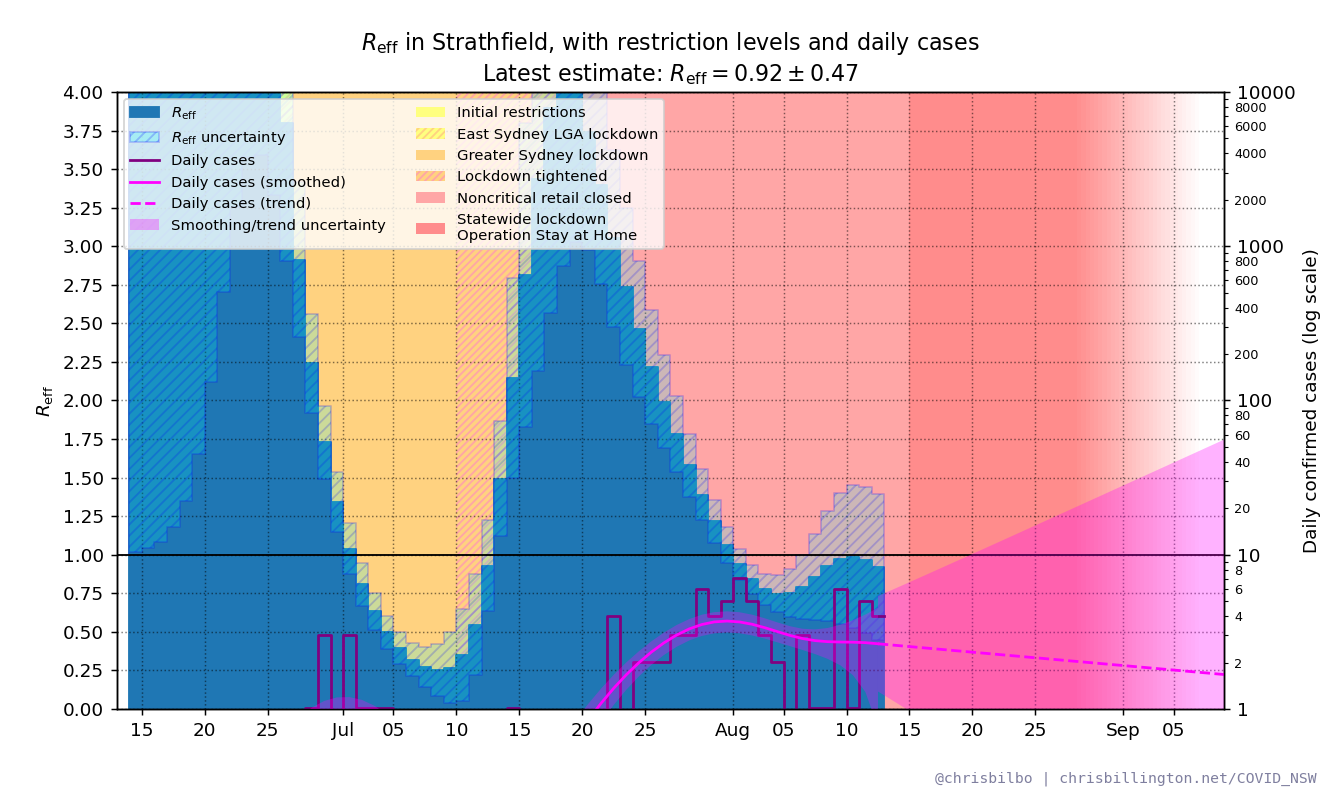 Reff in Strathfield, with restriction levels and daily cases
Latest estimate: Reff = 0.92 ± 0.47
Reff
Reff uncertainty
Daily cases
Daily cases (smoothed)
Daily cases (trend)
Smoothing/trend uncertainty
Initial restrictions
East Sydney LGA lockdown
Greater Sydney lockdown
Lockdown tightened
Noncritical retail closed
Statewide lockdown
Operation Stay at Home
4.00
3.75
3.50
3.25
3.00
2.75
2.50
2.25
2.00
1.75
1.50
1.25
1.00
0.75
0.50
0.25
0.00
Reff
10000
8000
6000
4000
2000
1000
800
600
400
200
100
80
60
40
20
10
8
6
4
2
1
Daily confirmed cases (log scale)
15 20 25 Jul 05 10 15 20 25 Aug 05 10 15 20 25 Sep 05
@chrisbilbo | chrisbillington.net/COVID_NSW